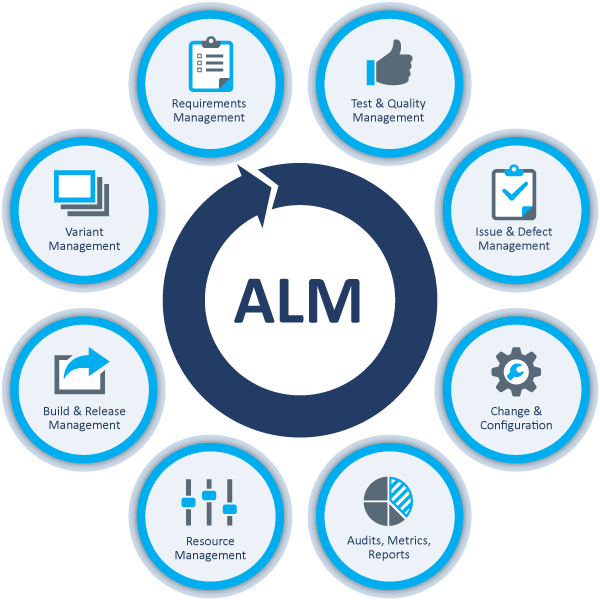 Requirements
Management
Test & Quality
Management
Variant
Management
Issue & Defect
Management
ALM
Build & Release
Management
Change &
Configuration
Resource
Management
Audits, Metrics,
Reports